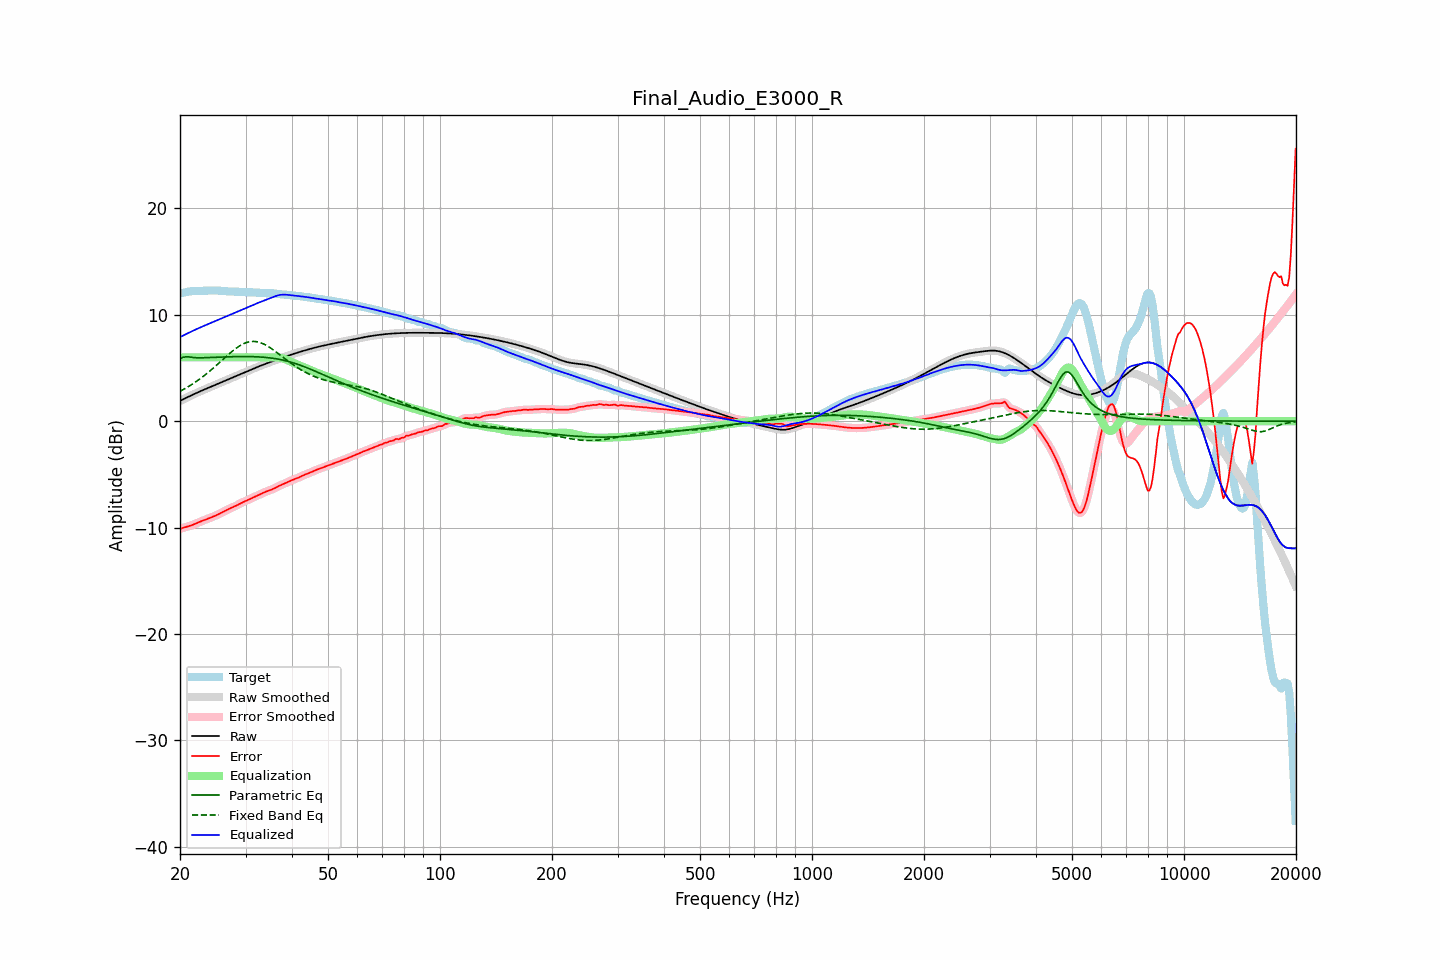 Final_Audio_E3000_R
20
10
0
−10
−20
−30
−40
Amplitude (dBr)
Target
Raw Smoothed
Error Smoothed
Raw
Error
Equalization
Parametric Eq
Fixed Band Eq
Equalized
20 50 100 200 500 1000 2000 5000 10000 20000
Frequency (Hz)